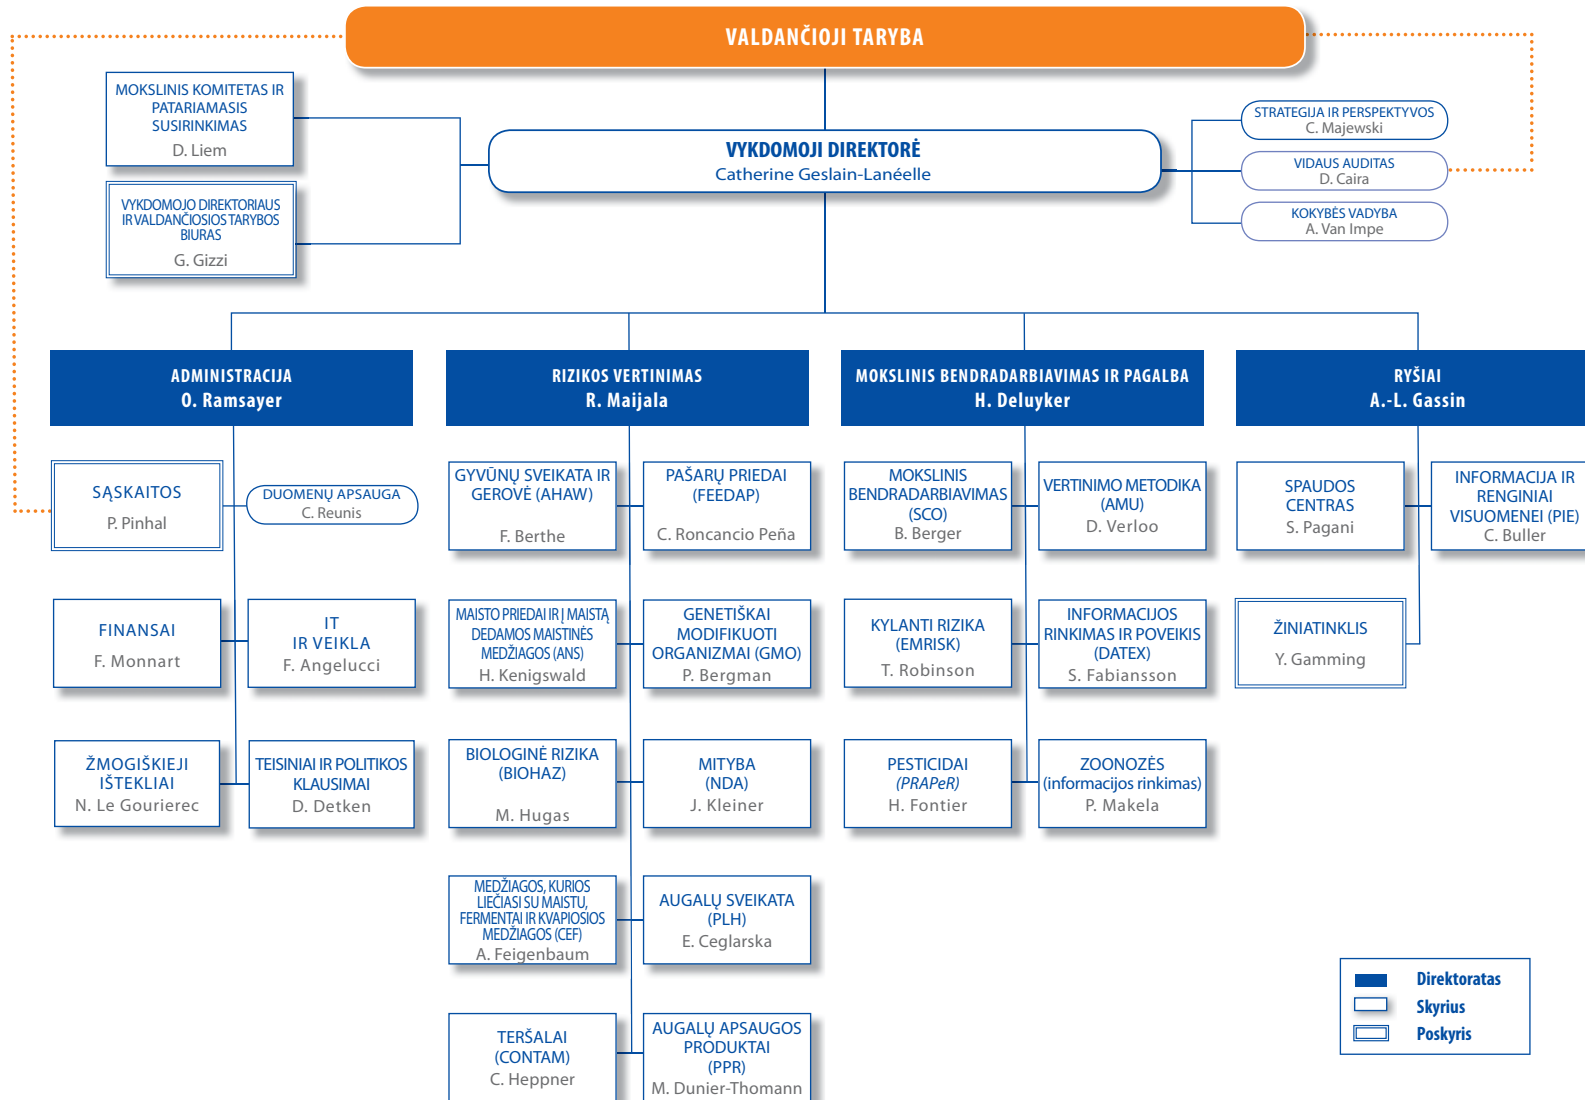 VALDANČIOJI TARYBA
MOKSLINIS KOMITETAS IR
PATARIAMASIS
SUSIRINKIMAS
D. Liem
VYKDOMOJO DIREKTORIAUS
IR VALDANČIOSIOS TARYBOS
BIURAS
G. Gizzi
VYKDOMOJI DIREKTORĖ
Catherine Geslain-Lanéelle
STRATEGIJA IR PERSPEKTYVOS
C. Majewski
VIDAUS AUDITAS
D. Caira
KOKYBĖS VADYBA
A. Van Impe
ADMINISTRACIJA
O. Ramsayer
SĄSKAITOS
P. Pinhal
DUOMENŲ APSAUGA
C. Reunis
FINANSAI
F. Monnart
IT
IR VEIKLA
F. Angelucci
ŽMOGIŠKIEJI
IŠTEKLIAI
N. Le Gourierec
TEISINIAI IR POLITIKOS
KLAUSIMAI
D. Detken
RIZIKOS VERTINIMAS
R. Maijala
GYVŪNŲ SVEIKATA IR
GEROVĖ (AHAW)
F. Berthe
PAŠARŲ PRIEDAI
(FEEDAP)
C. Roncancio Peña
MAISTO PRIEDAI IR Į MAISTĄ
DEDAMOS MAISTINĖS
MEDŽIAGOS (ANS)
H. Kenigswald
GENETIŠKAI
MODIFIKUOTI
ORGANIZMAI (GMO)
P. Bergman
BIOLOGINĖ RIZIKA
(BIOHAZ)
M. Hugas
MITYBA
(NDA)
J. Kleiner
MEDŽIAGOS, KURIOS
LIEČIASI SU MAISTU,
FERMENTAI IR KVAPIOSIOS
MEDŽIAGOS (CEF)
A. Feigenbaum
AUGALŲ SVEIKATA
(PLH)
E. Ceglarska
TERŠALAI
(CONTAM)
C. Heppner
AUGALŲ APSAUGOS
PRODUKTAI
(PPR)
M. Dunier-Thomann
MOKSLINIS BENDRADARBIAVIMAS IR PAGALBA
H. Deluyker
MOKSLINIS
BENDRADARBIAVIMAS
(SCO)
B. Berger
VERTINIMO METODIKA
(AMU)
D. Verloo
KYLANTI RIZIKA
(EMRISK)
T. Robinson
INFORMACIJOS
RINKIMAS IR POVEIKIS
(DATEX)
S. Fabiansson
PESTICIDAI
(PRAPeR)
H. Fontier
ZOONOZĖS
(informacijos rinkimas)
P. Makela
RYŠIAI
A.-L. Gassin
SPAUDOS
CENTRAS
S. Pagani
INFORMACIJA IR
RENGINIAI
VISUOMENEI (PIE)
C. Buller
ŽINIATINKLIS
Y. Gamming
Direktoratas
Skyrius
Poskyris